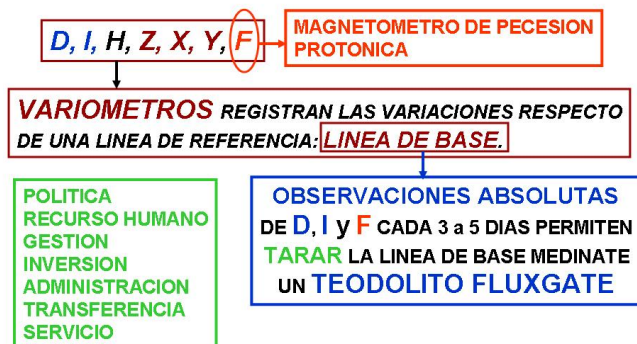 D, I, H, Z, X, Y, F
MAGNETOMETRO DE PECESION
PROTONICA
VARIOMETROS REGISTRAN LAS VARIACIONES RESPECTO
DE UNA LINEA DE REFERENCIA: LINEA DE BASE.
POLITICA
RECURSO HUMANO
GESTION
INVERSION
ADMINISTRACION
TRANSFERENCIA
SERVICIO
OBSERVACIONES ABSOLUTAS
DE D, I y F CADA 3 a 5 DIAS PERMITEN
TARAR LA LINEA DE BASE MEDINATE
UN TEODOLITO FLUXGATE